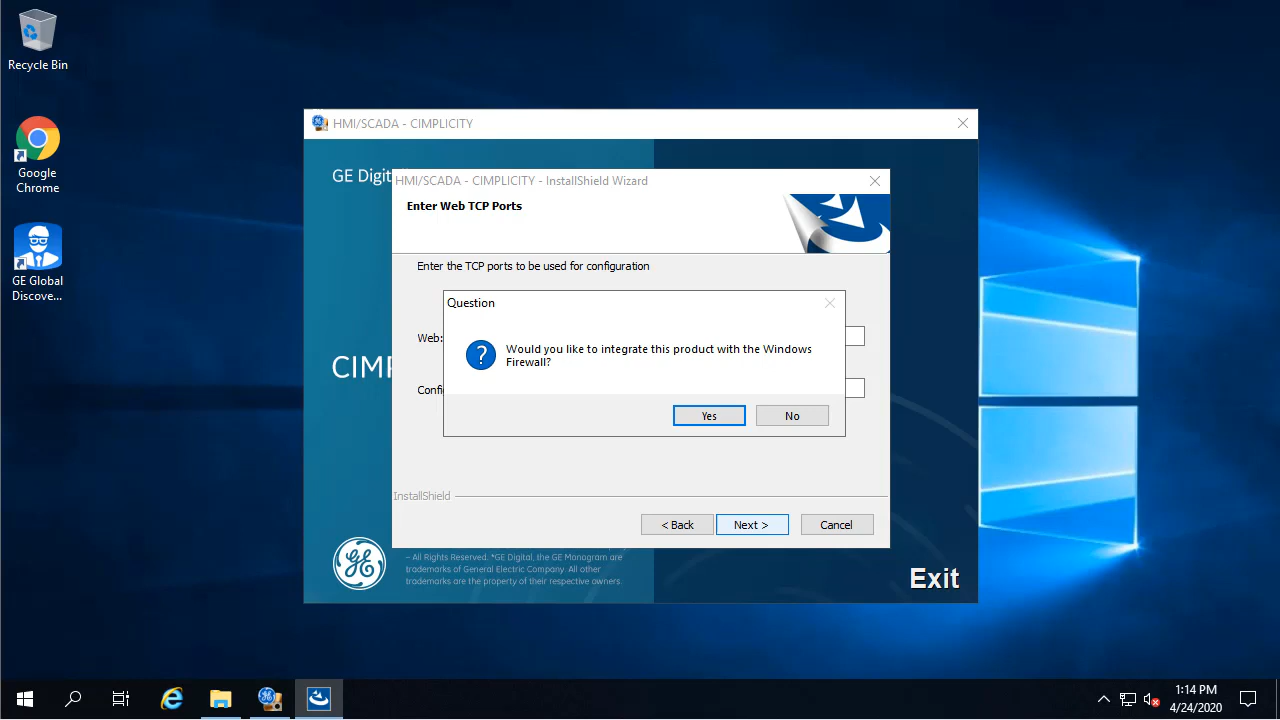 Recycle Bin
Google
Chrome
GE Global
Discove...
HMI/SCADA - CIMPLICITY
GE Digit
HMI/SCADA - CIMPLICITY - InstallShield Wizard
Enter Web TCP Ports
Enter the TCP ports to be used for configuration
Question
Web:
Would you like to integrate this product with the Windows
Firewall?
CIMP
Confi
Yes
No
InstallShield
< Back
Next >
Cancel
– All Rights Reserved. *GE Digital, the GE Monogram are
trademarks of General Electric Company. All other
trademarks are the property of their respective owners.
Exit
1:14 PM
4/24/2020